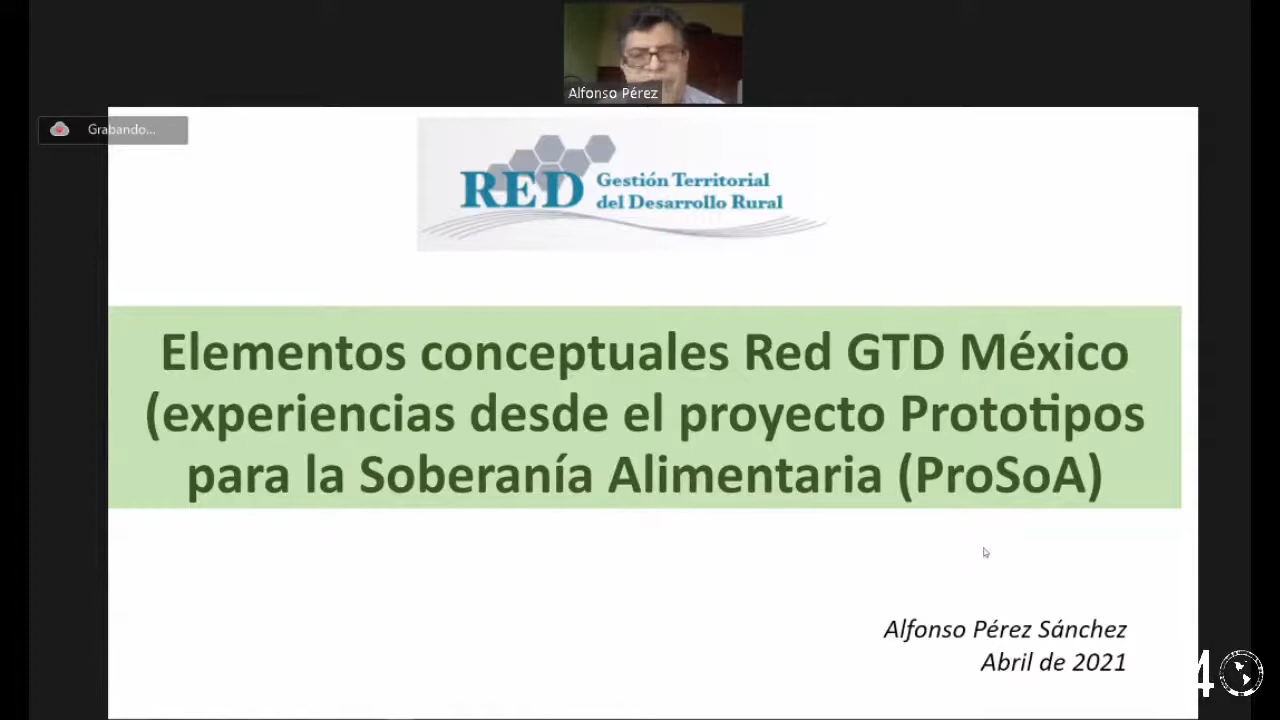 Alfonso Pérez
Grabando...
RED Gestión Territorial
del Desarrollo Rural
Elementos conceptuales Red GTD México
(experiencias desde el proyecto Prototipos
para la Soberanía Alimentaria (ProSoA)
Alfonso Pérez Sánchez
Abril de 2021
4